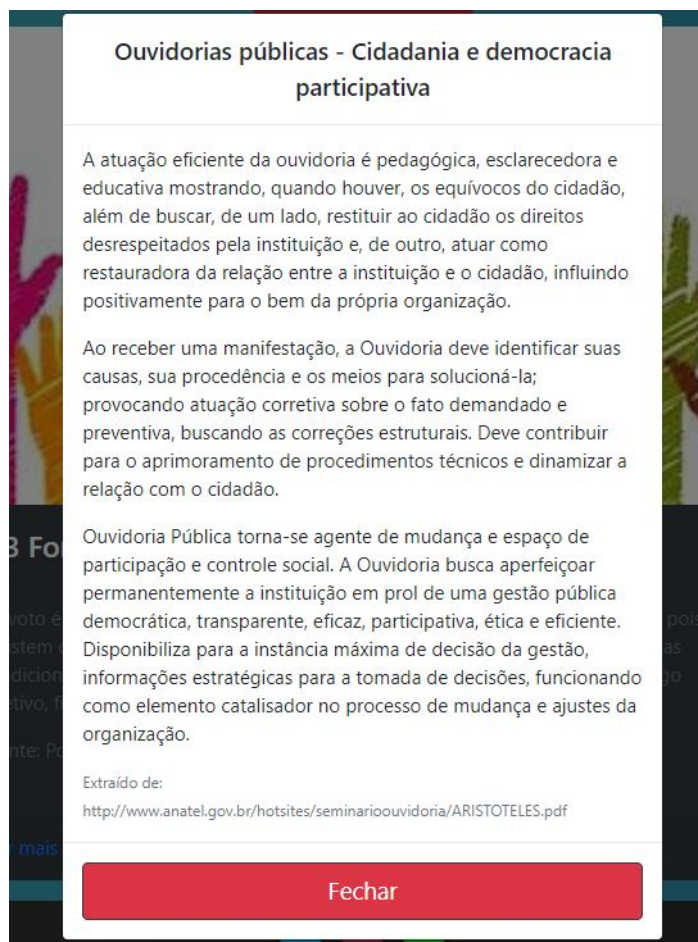 Ouvidorias públicas - Cidadania e democracia
participativa
A atuação eficiente da ouvidoria é pedagógica, esclarecedora e
educativa mostrando, quando houver, os equívocos do cidadão,
além de buscar, de um lado, restituir ao cidadão os direitos
desrespeitados pela instituição e, de outro, atuar como
restauradora da relação entre a instituição e o cidadão, influindo
positivamente para o bem da própria organização.
Ao receber uma manifestação, a Ouvidoria deve identificar suas
causas, sua procedência e os meios para solucioná-la;
provocando atuação corretiva sobre o fato demandado e
preventiva, buscando as correções estruturais. Deve contribuir
para o aprimoramento de procedimentos técnicos e dinamizar a
relação com o cidadão.
Ouvidoria Pública torna-se agente de mudança e espaço de
participação e controle social. A Ouvidoria busca aperfeiçoar
permanentemente a instituição em prol de uma gestão pública
democrática, transparente, eficaz, participativa, ética e eficiente.
Disponibiliza para a instância máxima de decisão da gestão,
informações estratégicas para a tomada de decisões, funcionando
como elemento catalisador no processo de mudança e ajustes da
organização.
Extraído de:
http://www.anatel.gov.br/hotsites/seminarioouvidoria/ARISTOTELES.pdf
mais
Fechar